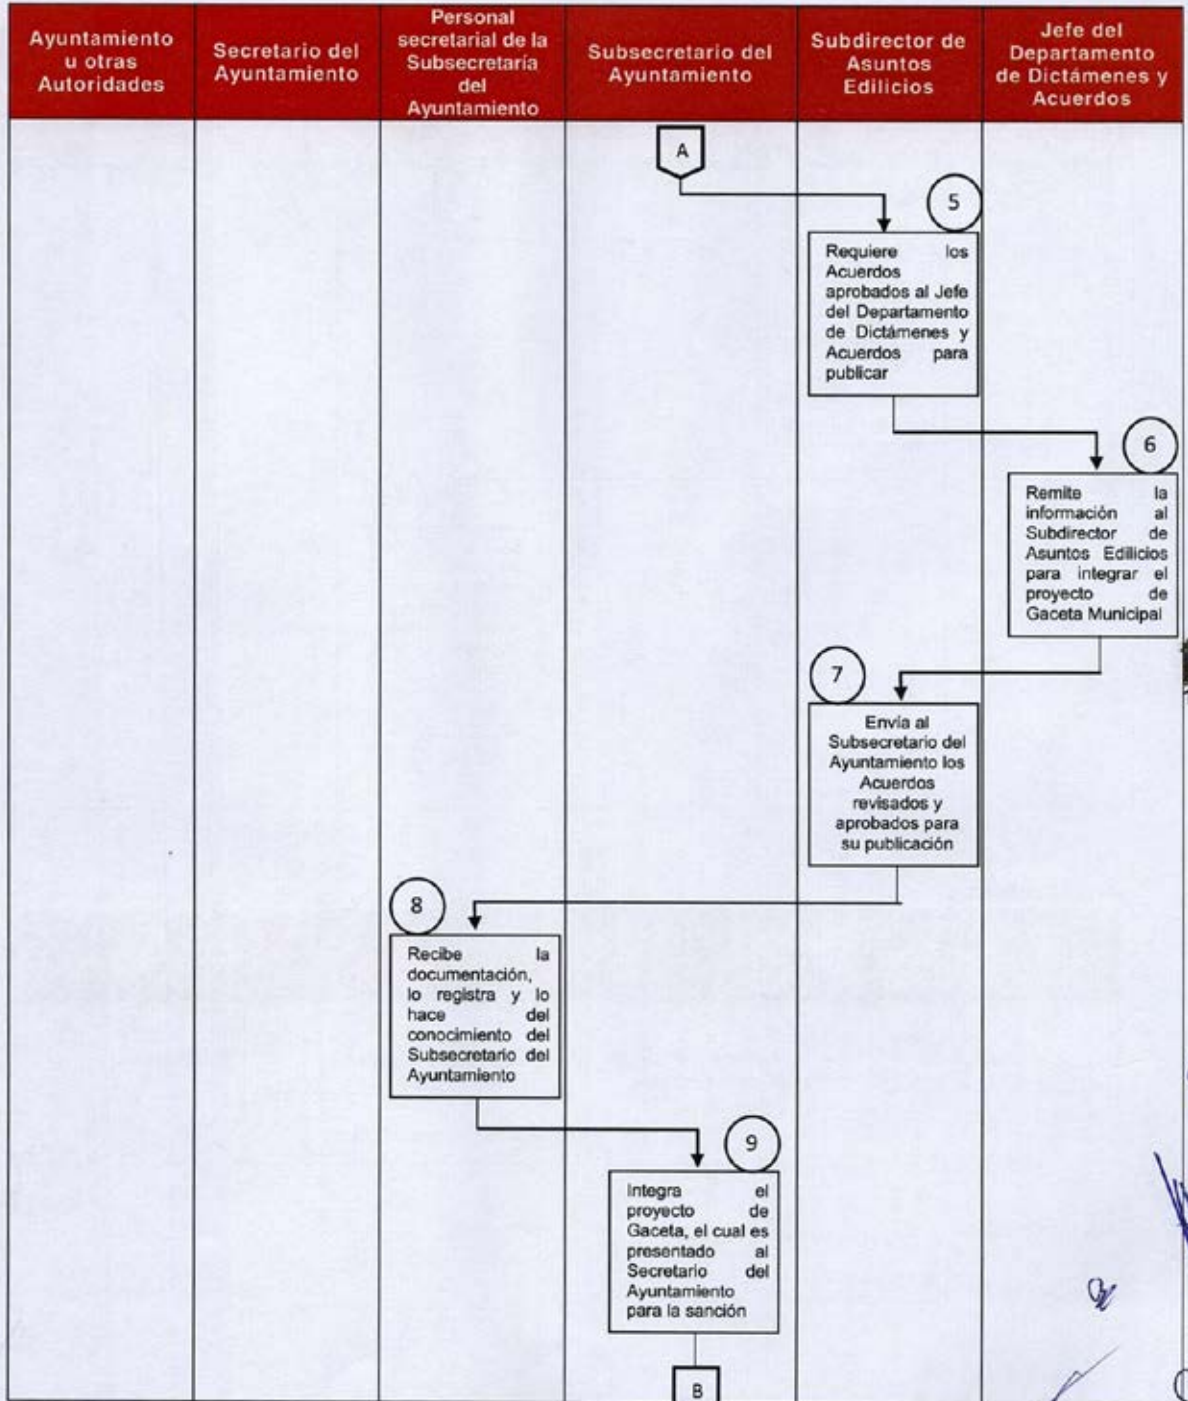 Ayuntamiento
u otras
Autoridades
Secretario del
Ayuntamiento
Personal
secretarial de la
Subsecretaría
del
Ayuntamiento
Subsecretario del
Ayuntamiento
Subdirector de
Asuntos
Edilicios
Jefe del
Departamento
de Dictámenes y
Acuerdos
A
5
Requiere los
Acuerdos
aprobados al Jefe
del Departamento
de Dictámenes y
Acuerdos para
publicar
6
Remite la
información al
Subdirector de
Asuntos Edilicios
para integrar el
proyecto de
Gaceta Municipal
7
Envía al
Subsecretario del
Ayuntamiento los
Acuerdos
revisados y
aprobados para
su publicación
8
Recibe la
documentación,
lo registra y lo
hace del
conocimiento del
Subsecretario del
Ayuntamiento
9
Integra el
proyecto de
Gaceta, el cual es
presentado al
Secretario del
Ayuntamiento
para la sanción
B